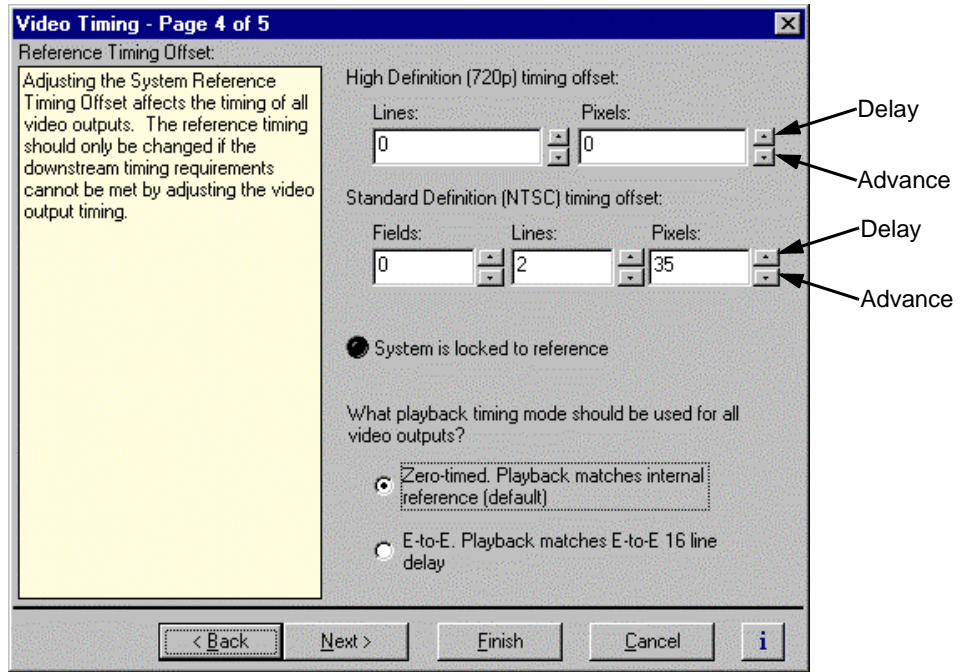 Video Timing - Page 4 of 5
Reference Timing Offset:
Adjusting the System Reference
Timing Offset affects the timing of all
video outputs. The reference timing
should only be changed if the
downstream timing requirements
cannot be met by adjusting the video
output timing.
High Definition (720p) timing offset:
Lines: Pixels:
0 0
Delay
Advance
Standard Definition (NTSC) timing offset:
Fields: Lines: Pixels:
0 2 35
Delay
Advance
System is locked to reference
What playback timing mode should be used for all
video outputs?
Zero-timed. Playback matches internal
reference (default)
E-to-E. Playback matches E-to-E 16 line
delay
< Back Next > Finish Cancel i